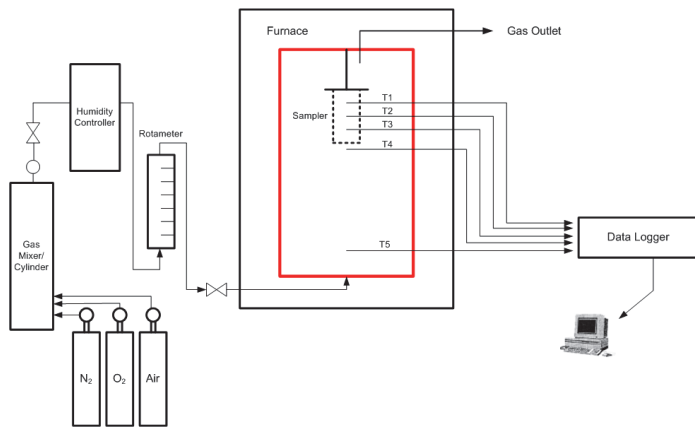 Furnace
Gas Outlet
Humidity
Controller
Sampler
T1
T2
T3
T4
Rotameter
Gas
Mixer/
Cylinder
T5
Data Logger
N₂
O₂
Air